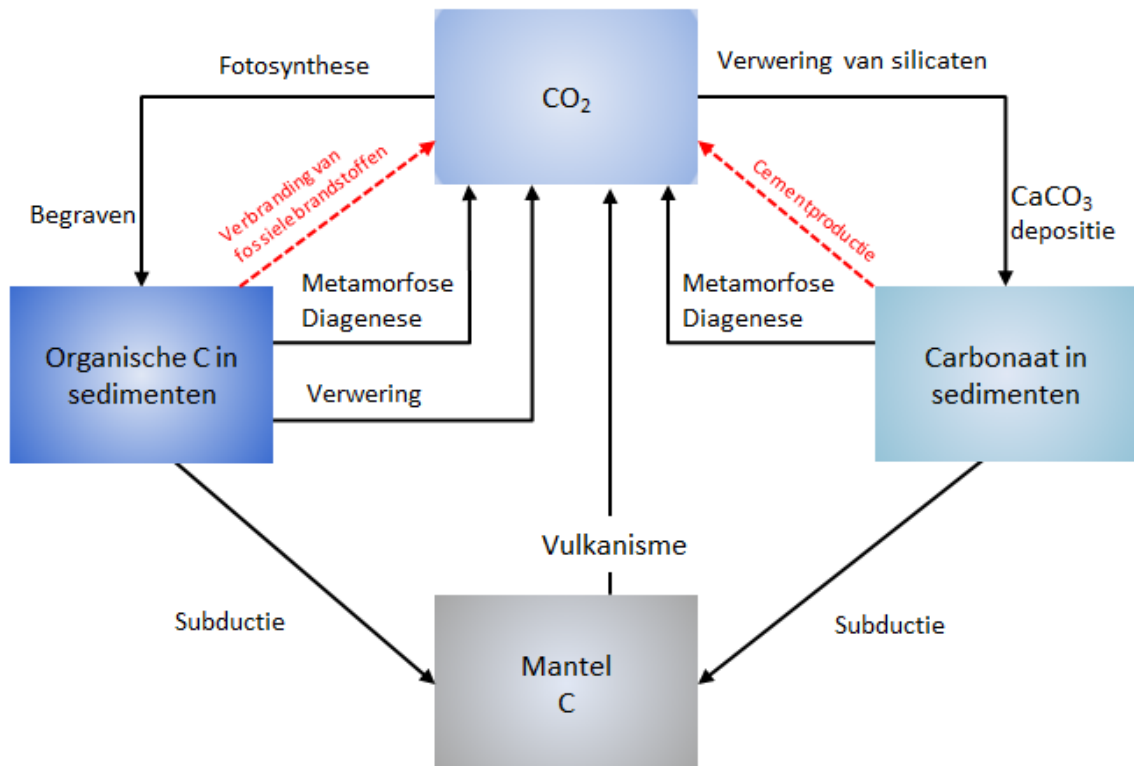 Fotosynthese
CO₂
Verwering van silicaten
Verbranding van
fossielebrandstoffen
Cementproductie
Begraven
CaCO₃
depositie
Metamorfose
Diagenese
Metamorfose
Diagenese
Organische C in
sedimenten
Verwering
Carbonaat in
sedimenten
Vulkanisme
Subductie
Subductie
Mantel
C